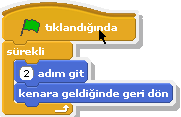 tıklandığında
sürekli
2 adım git
kenara geldiğinde geri dön